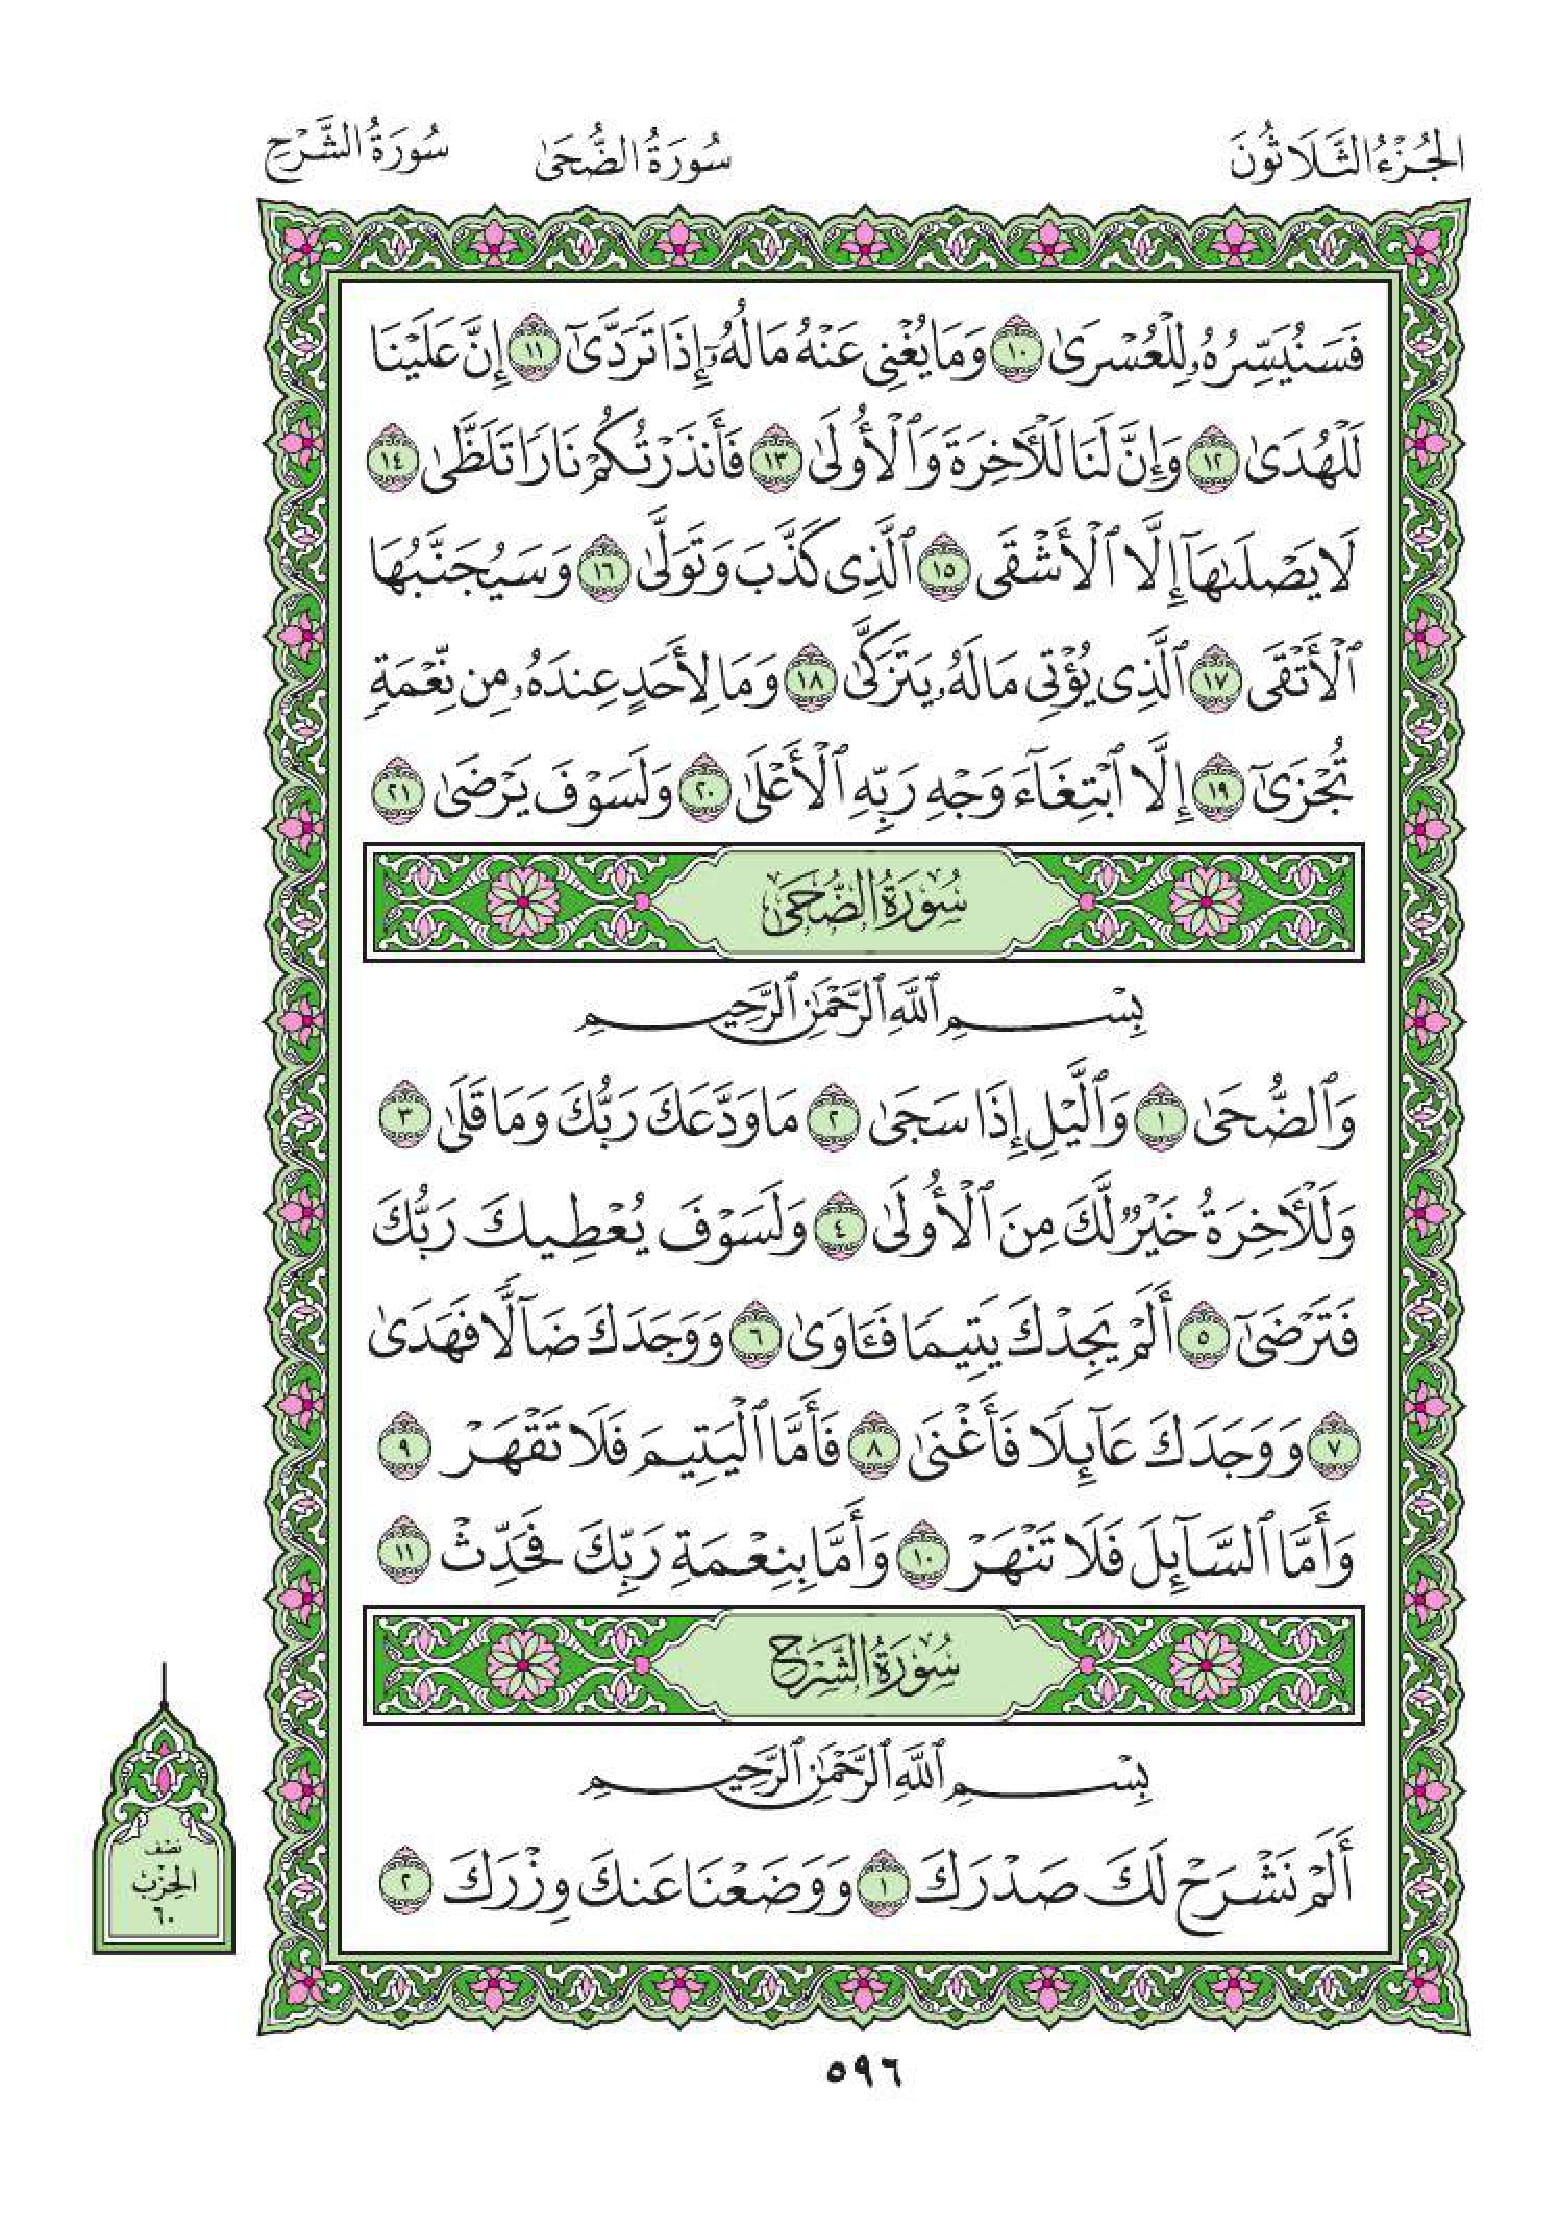 الجُزْءُ الثَّلَاثُونَ سُورَةُ الضُّحَىٰ سُورَةُ الشَّرْحِ
فَسَنُيَسِّرُهُۥ لِلْعُسْرَىٰ ١٠ وَمَا يُغْنِى عَنْهُ مَالُهُۥٓ إِذَا تَرَدَّىٰٓ ١١ إِنَّ عَلَيْنَا
لَلْهُدَىٰ ١٢ وَإِنَّ لَنَا لَلْأَخِرَةَ وَٱلْأُولَىٰ ١٣ فَأَنذَرْتُكُمْ نَارًا تَلَظَّىٰ ١٤
لَا يَصْلَىٰهَآ إِلَّا ٱلْأَشْقَى ١٥ ٱلَّذِى كَذَّبَ وَتَوَلَّىٰ ١٦ وَسَيُجَنَّبُهَا
ٱلْأَتْقَى ١٧ ٱلَّذِى يُؤْتِى مَالَهُۥ يَتَزَكَّىٰ ١٨ وَمَا لِأَحَدٍ عِندَهُۥ مِن نِّعْمَةٍ
تُجْزَىٰٓ ١٩ إِلَّا ٱبْتِغَآءَ وَجْهِ رَبِّهِ ٱلْأَعْلَىٰ ٢٠ وَلَسَوْفَ يَرْضَىٰ ٢١
سُورَةُ الضُّحَىٰ
بِسْمِ ٱللَّهِ ٱلرَّحْمَٰنِ ٱلرَّحِيمِ
وَٱلضُّحَىٰ ١ وَٱلَّيْلِ إِذَا سَجَىٰ ٢ مَا وَدَّعَكَ رَبُّكَ وَمَا قَلَىٰ ٣
وَلَلْأَخِرَةُ خَيْرٌ لَّكَ مِنَ ٱلْأُولَىٰ ٤ وَلَسَوْفَ يُعْطِيكَ رَبُّكَ
فَتَرْضَىٰٓ ٥ أَلَمْ يَجِدْكَ يَتِيمًا فَـَٔاوَىٰ ٦ وَوَجَدَكَ ضَآلًّا فَهَدَىٰ
٧ وَوَجَدَكَ عَآئِلًا فَأَغْنَىٰ ٨ فَأَمَّا ٱلْيَتِيمَ فَلَا تَقْهَرْ ٩
وَأَمَّا ٱلسَّآئِلَ فَلَا تَنْهَرْ ١٠ وَأَمَّا بِنِعْمَةِ رَبِّكَ فَحَدِّثْ ١١
سُورَةُ الشَّرْحِ
بِسْمِ ٱللَّهِ ٱلرَّحْمَٰنِ ٱلرَّحِيمِ
أَلَمْ نَشْرَحْ لَكَ صَدْرَكَ ١ وَوَضَعْنَا عَنكَ وِزْرَكَ ٢
نصف
الحِزْب
٦٠
٥٩٦